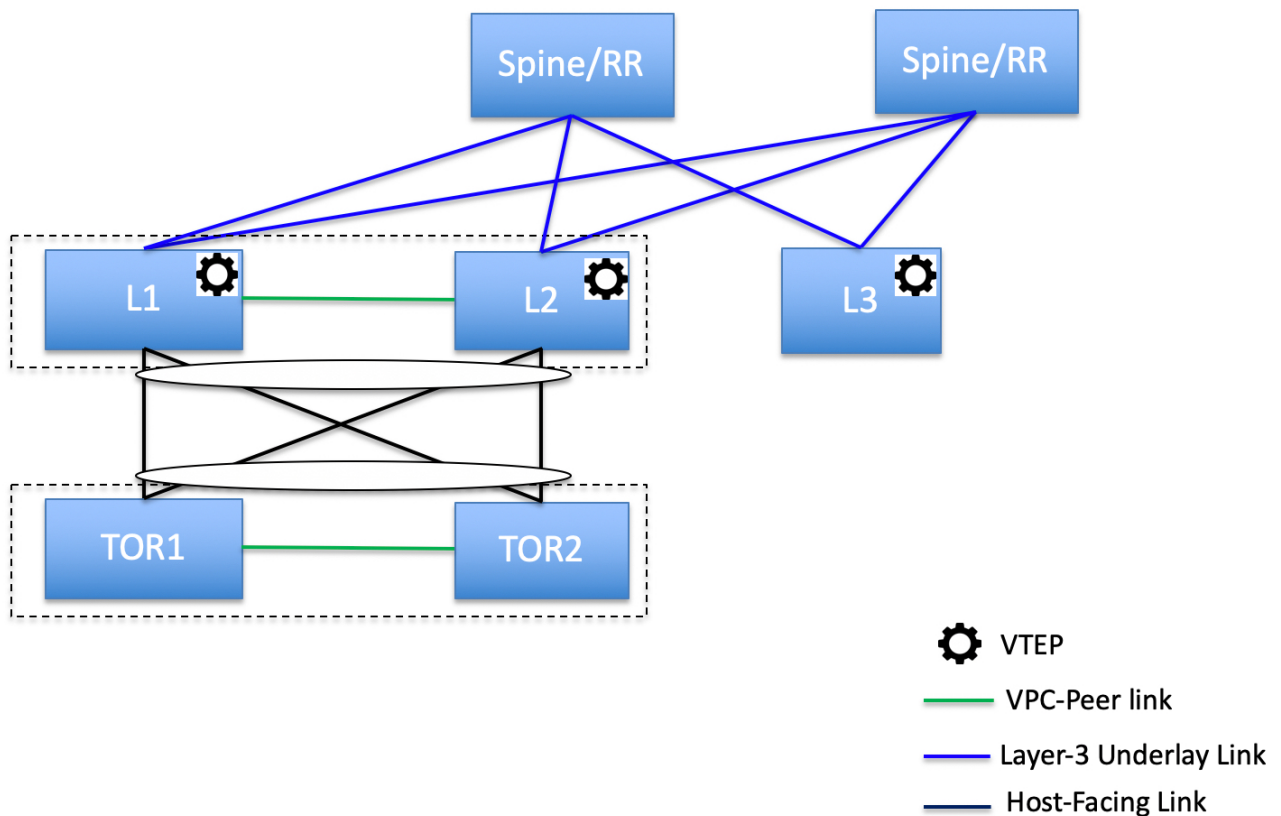 Spine/RR
Spine/RR
L1
L2
L3
TOR1
TOR2
VTEP
VPC-Peer link
Layer-3 Underlay Link
Host-Facing Link